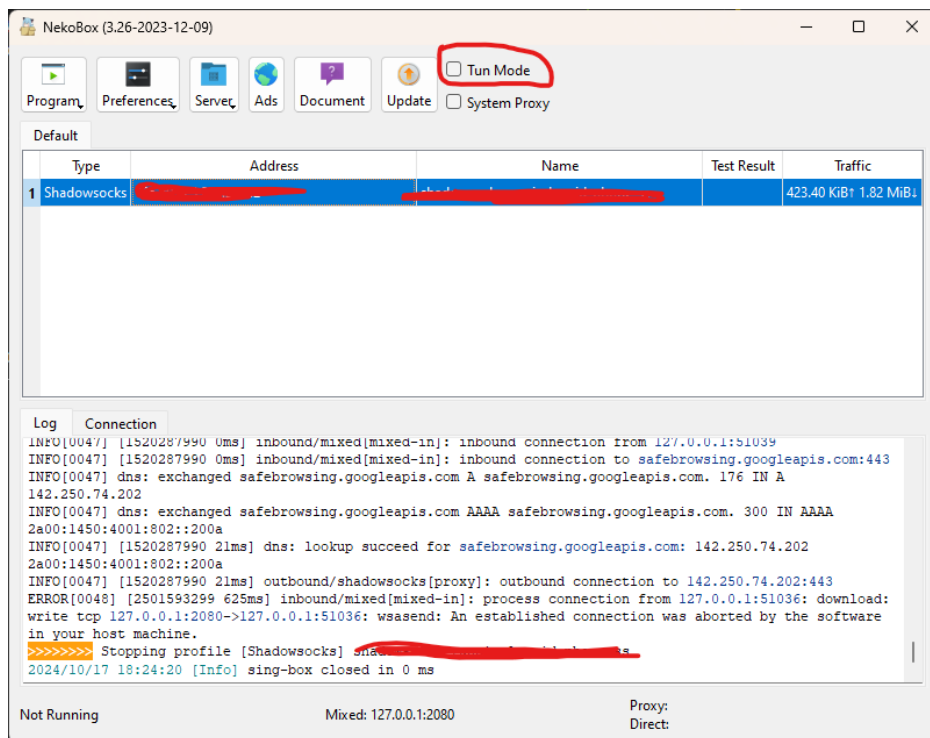 NekoBox (3.26-2023-12-09)
Program Preferences Server Ads Document Update
Tun Mode
System Proxy
Default
Type Address Name Test Result Traffic
1 Shadowsocks 423.40 KiB↑ 1.82 MiB↓
Log Connection
INFO[0047] [1520287990 0ms] inbound/mixed[mixed-in]: inbound connection from 127.0.0.1:51039
INFO[0047] [1520287990 0ms] inbound/mixed[mixed-in]: inbound connection to safebrowsing.googleapis.com:443
INFO[0047] dns: exchanged safebrowsing.googleapis.com A safebrowsing.googleapis.com. 176 IN A
142.250.74.202
INFO[0047] dns: exchanged safebrowsing.googleapis.com AAAA safebrowsing.googleapis.com. 300 IN AAAA
2a00:1450:4001:802::200a
INFO[0047] [1520287990 21ms] dns: lookup succeed for safebrowsing.googleapis.com: 142.250.74.202
2a00:1450:4001:802::200a
INFO[0047] [1520287990 21ms] outbound/shadowsocks[proxy]: outbound connection to 142.250.74.202:443
ERROR[0048] [2501593299 625ms] inbound/mixed[mixed-in]: process connection from 127.0.0.1:51036: download:
write tcp 127.0.0.1:2080->127.0.0.1:51036: wsasend: An established connection was aborted by the software
in your host machine.
>>>>>>>> Stopping profile [Shadowsocks]
2024/10/17 18:24:20 [Info] sing-box closed in 0 ms
Not Running
Mixed: 127.0.0.1:2080
Proxy:
Direct: